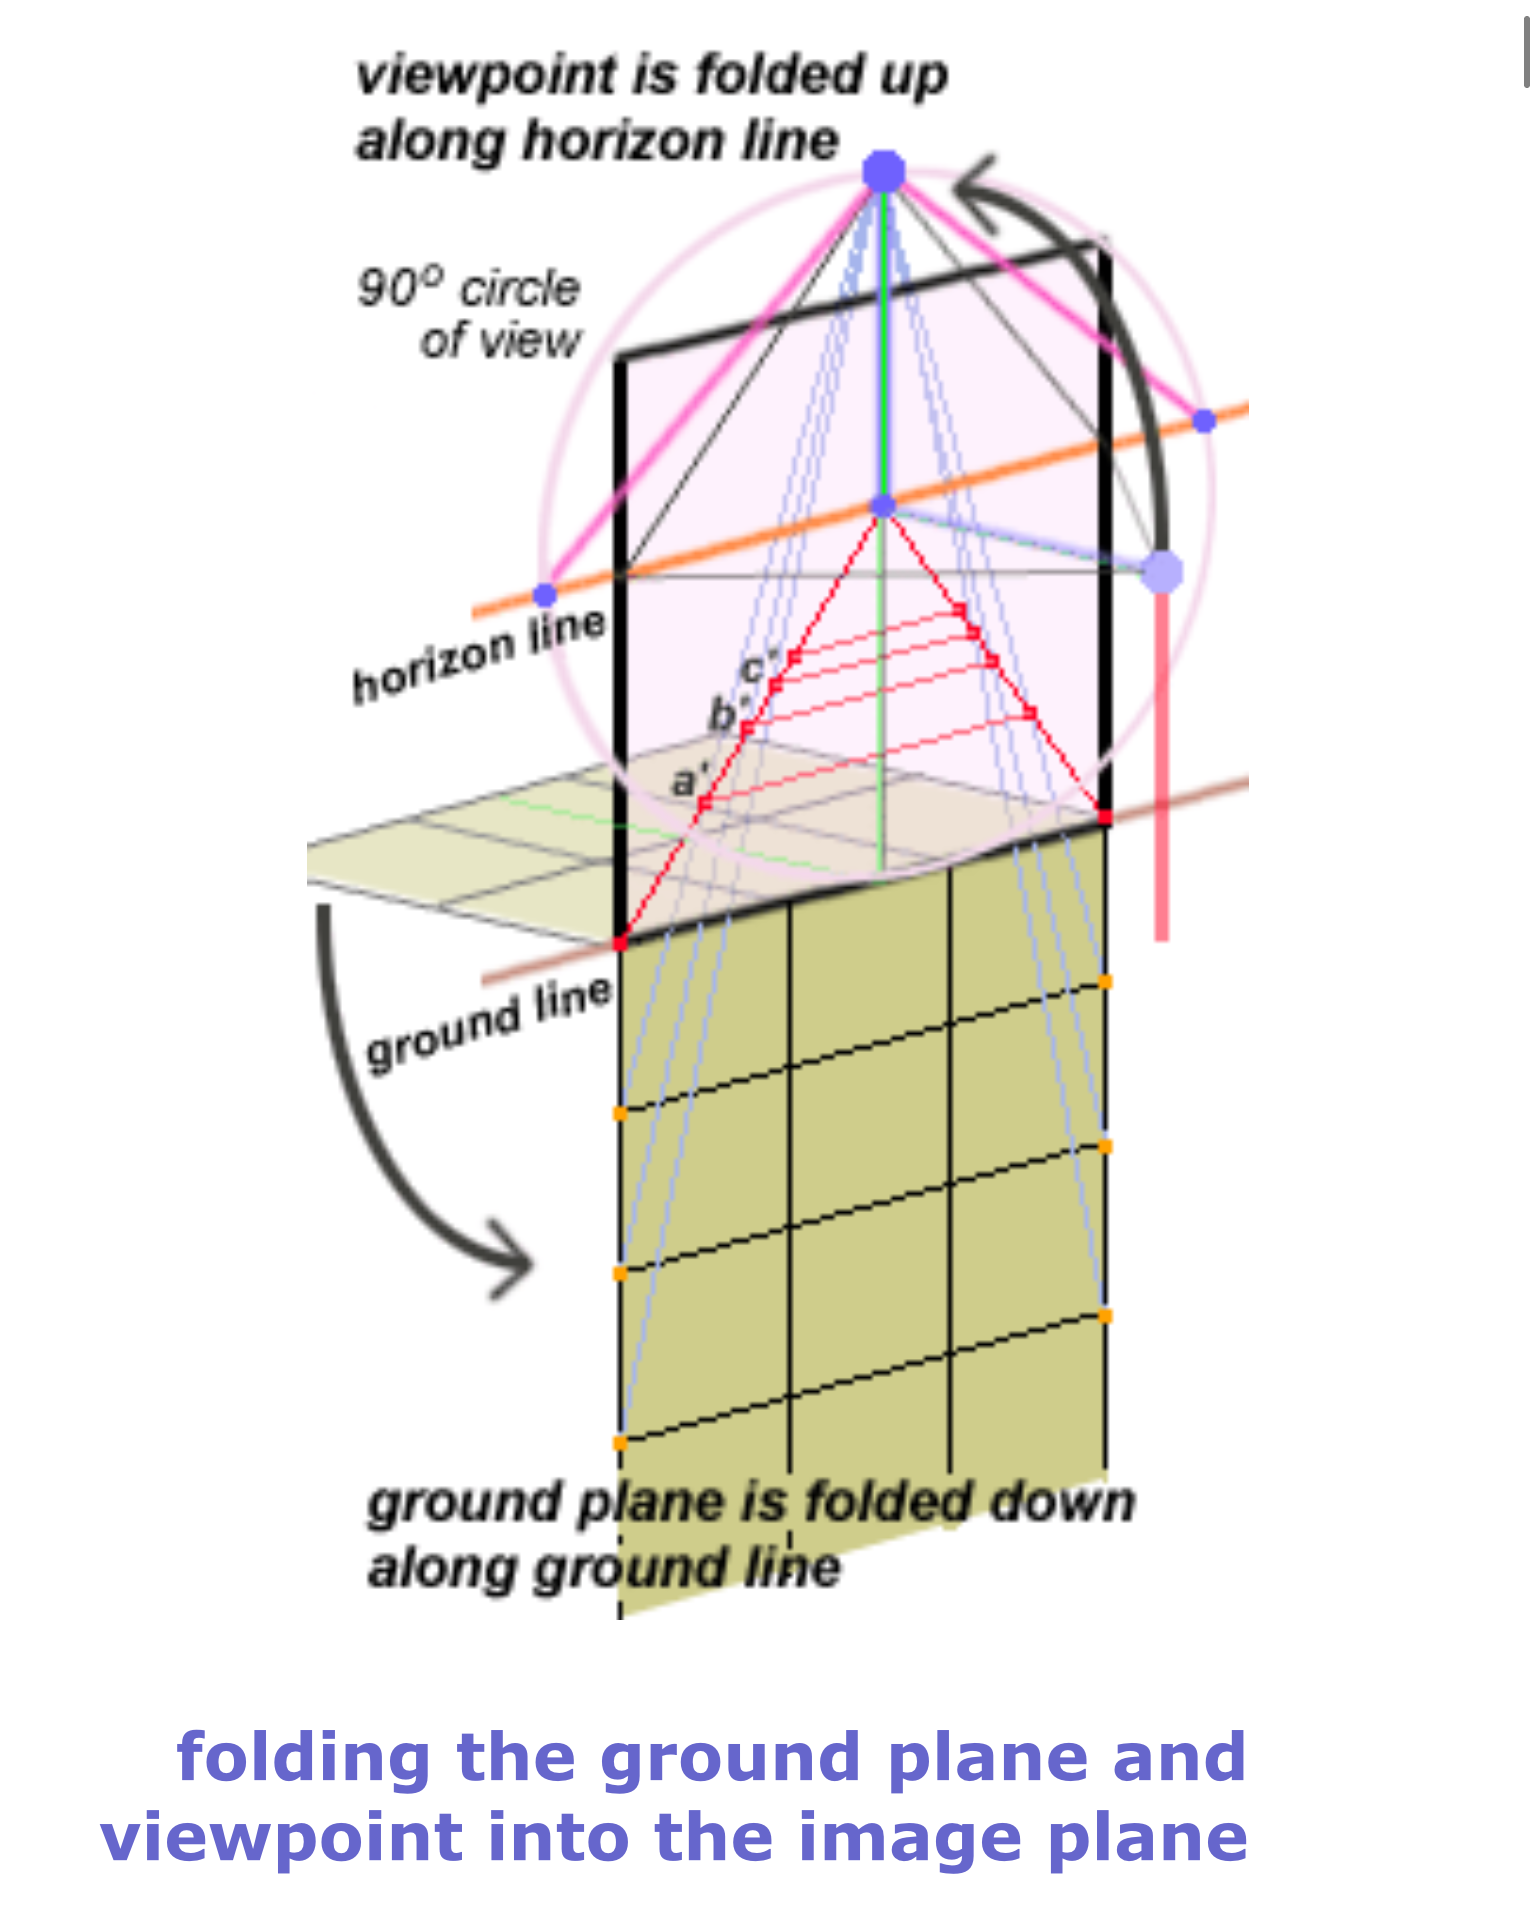 viewpoint is folded up
along horizon line
90º circle
of view
horizon line
c'
b'
a'
ground line
ground plane is folded down
along ground line
folding the ground plane and
viewpoint into the image plane